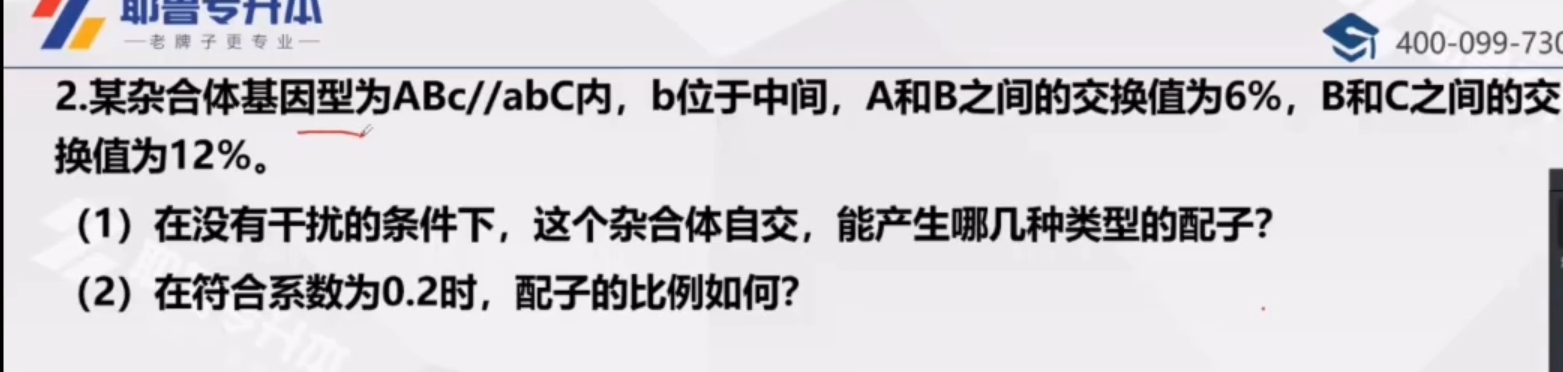 耶鲁专升本
—老牌子更专业—
400-099-730
2.某杂合体基因型为ABc//abC内，b位于中间，A和B之间的交换值为6%，B和C之间的交
换值为12%。
（1）在没有干扰的条件下，这个杂合体自交，能产生哪几种类型的配子？
（2）在符合系数为0.2时，配子的比例如何？